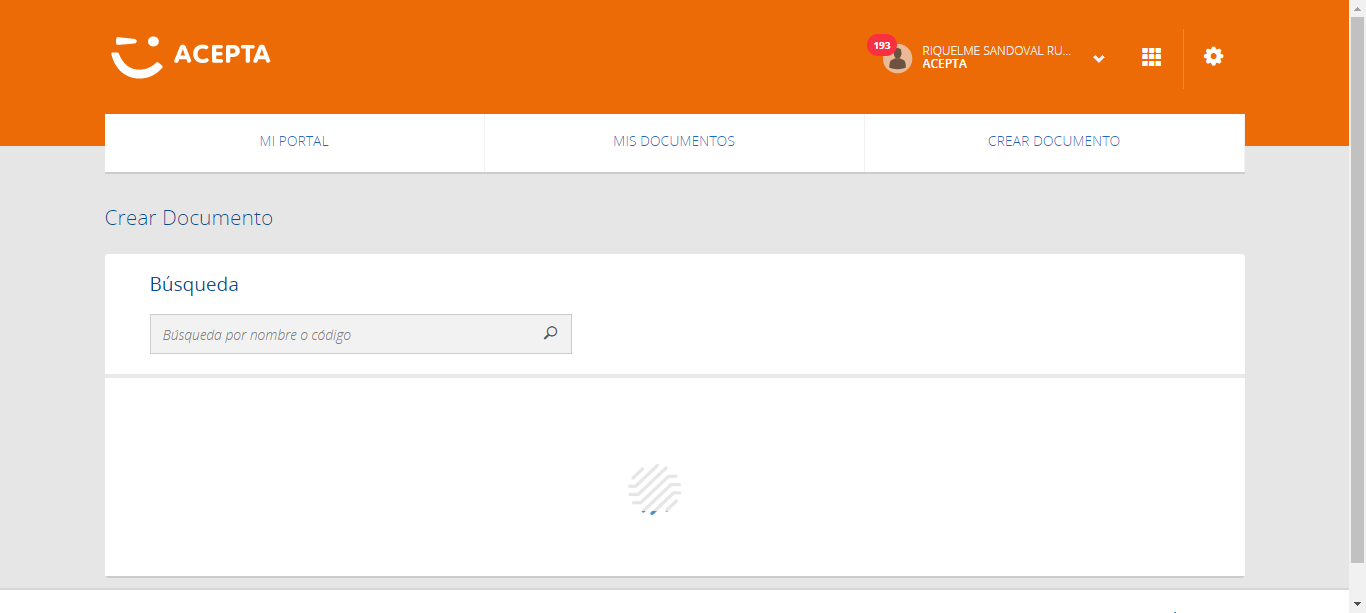 ACEPTA
193
RIQUELME SANDOVAL RU...
ACEPTA
MI PORTAL
MIS DOCUMENTOS
CREAR DOCUMENTO
Crear Documento
Búsqueda
Búsqueda por nombre o código